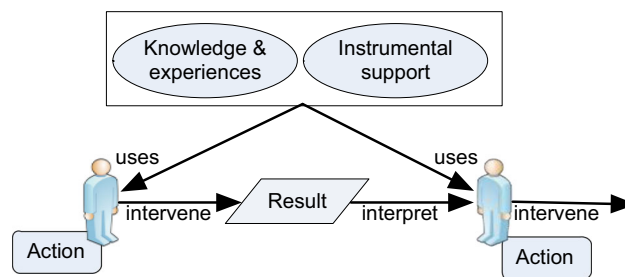 Knowledge &
experiences
Instrumental
support
uses
uses
intervene
Result
interpret
intervene
Action
Action